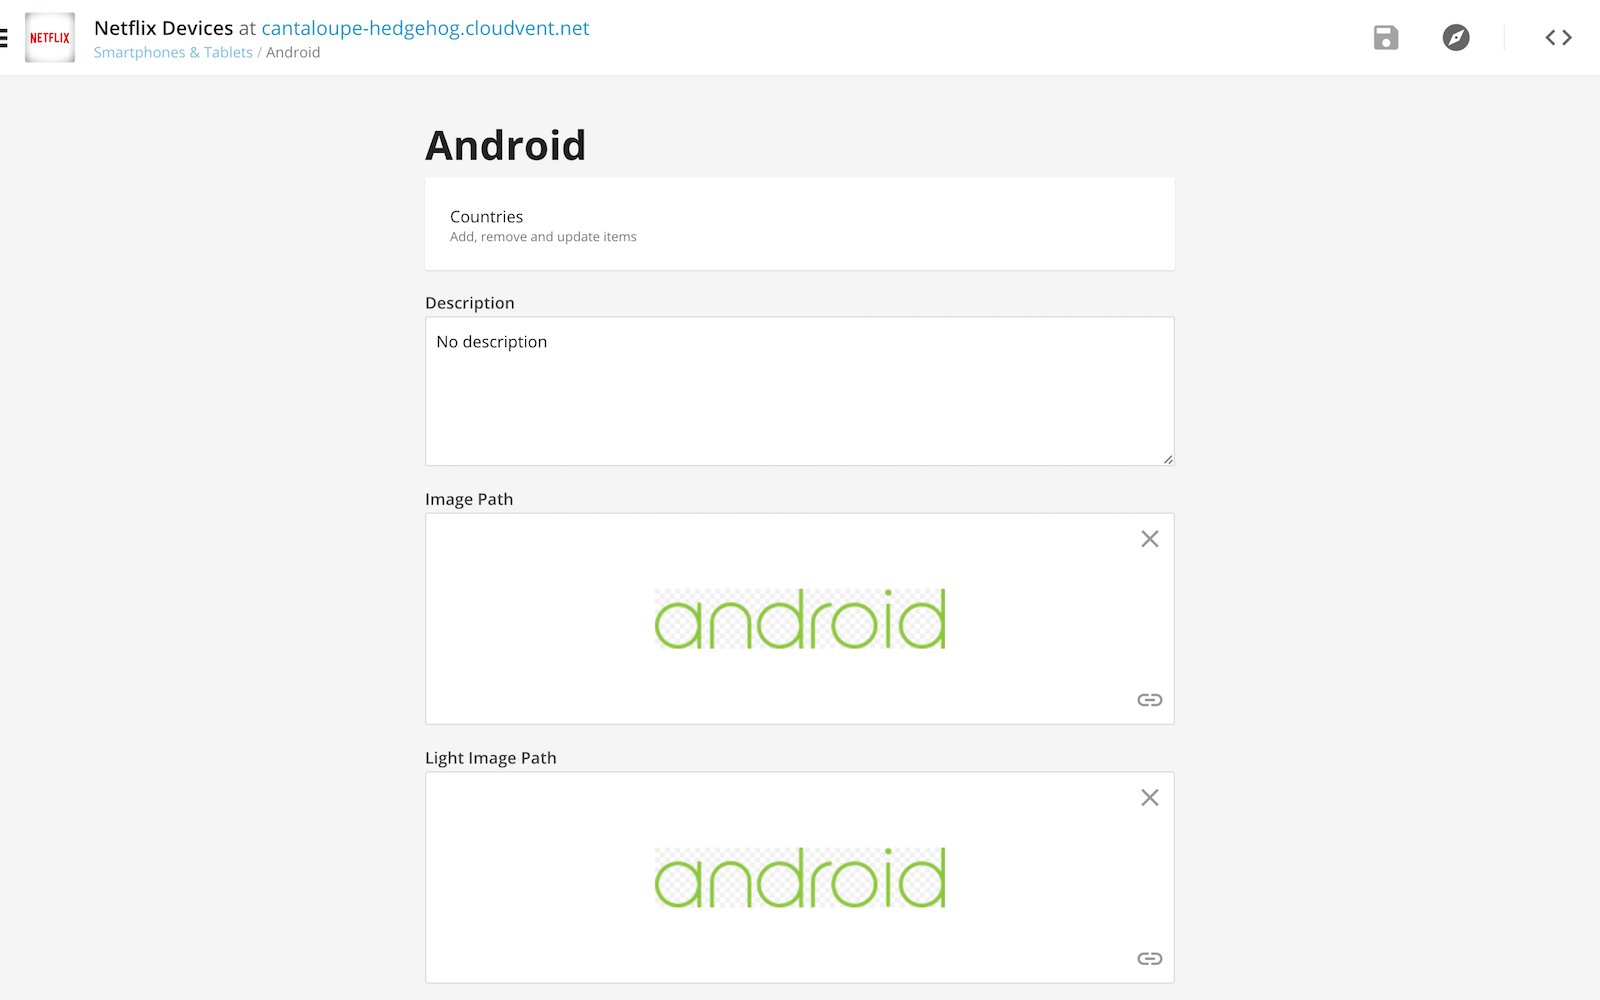 NETFLIX
Netflix Devices at cantaloupe-hedgehog.cloudvent.net
Smartphones & Tablets / Android
Android
Countries
Add, remove and update items
Description
No description
Image Path
android
Light Image Path
android